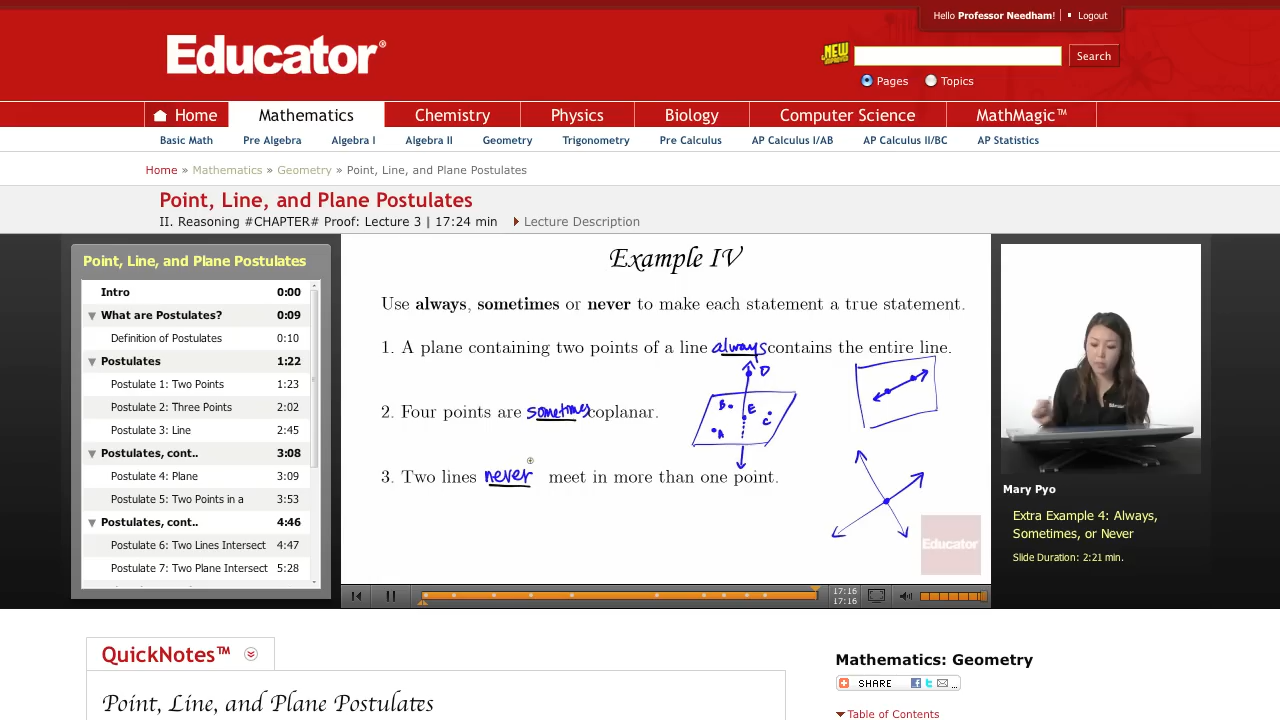 Hello Professor Needham! Logout
Educator®
NEW
Search
Pages Topics
Home Mathematics Chemistry Physics Biology Computer Science MathMagic™
Basic Math Pre Algebra Algebra I Algebra II Geometry Trigonometry Pre Calculus AP Calculus I/AB AP Calculus II/BC AP Statistics
Home » Mathematics » Geometry » Point, Line, and Plane Postulates
Point, Line, and Plane Postulates
II. Reasoning #CHAPTER# Proof: Lecture 3 | 17:24 min Lecture Description
Point, Line, and Plane Postulates
Intro 0:00
What are Postulates? 0:09
Definition of Postulates 0:10
Postulates 1:22
Postulate 1: Two Points 1:23
Postulate 2: Three Points 2:02
Postulate 3: Line 2:45
Postulates, cont.. 3:08
Postulate 4: Plane 3:09
Postulate 5: Two Points in a 3:53
Postulates, cont.. 4:46
Postulate 6: Two Lines Intersect 4:47
Postulate 7: Two Plane Intersect 5:28
Example IV
Use always, sometimes or never to make each statement a true statement.
1. A plane containing two points of a line always contains the entire line.
D
B E C
A
2. Four points are sometimes coplanar.
3. Two lines never meet in more than one point.
Educator
17:16
17:16
Mary Pyo
Extra Example 4: Always,
Sometimes, or Never
Slide Duration: 2:21 min.
QuickNotes™
Point, Line, and Plane Postulates
Mathematics: Geometry
SHARE
Table of Contents